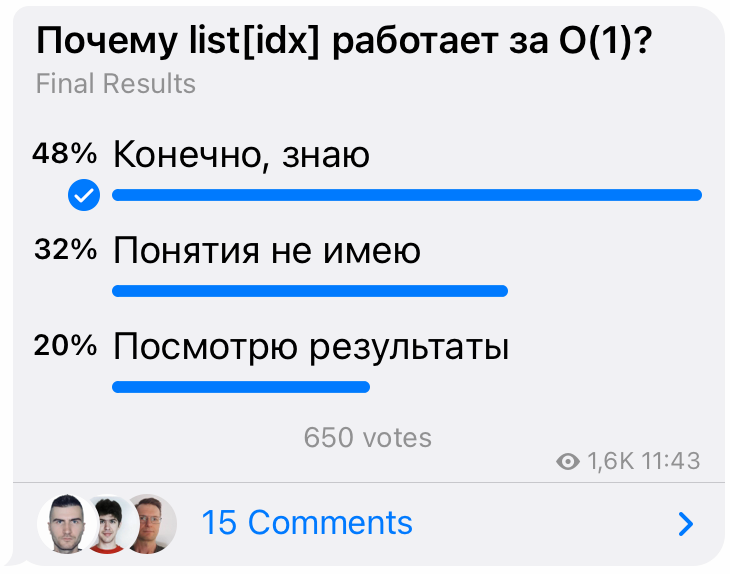 Почему list[idx] работает за O(1)?
Final Results
48% Конечно, знаю
32% Понятия не имею
20% Посмотрю результаты
650 votes
1,6K 11:43
15 Comments